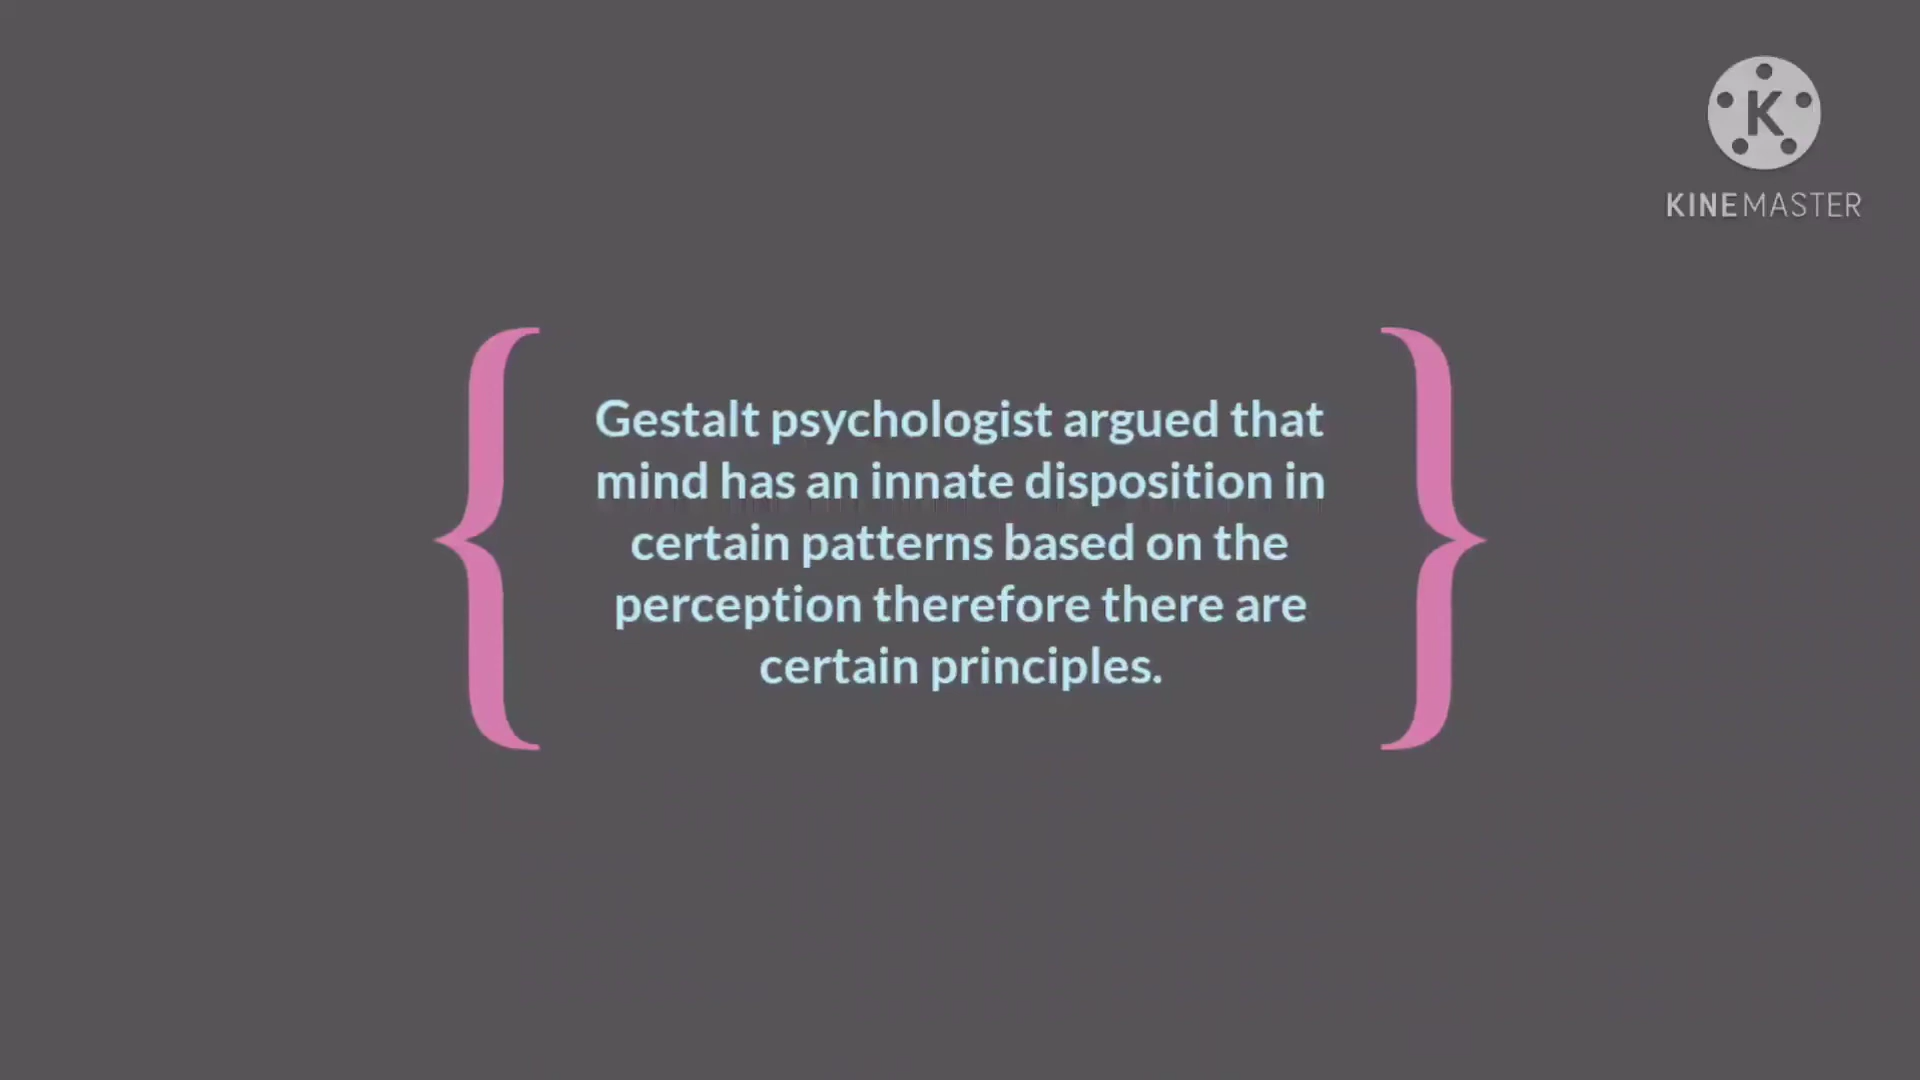 K
KINEMASTER
Gestalt psychologist argued that
mind has an innate disposition in
certain patterns based on the
perception therefore there are
certain principles.